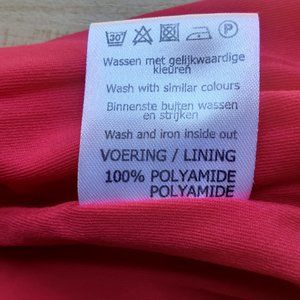 30° P
Wassen met gelijkwaardige
kleuren
Wash with similar colours
Binnenste buiten wassen
en strijken
Wash and iron inside out
VOERING / LINING
100% POLYAMIDE
POLYAMIDE